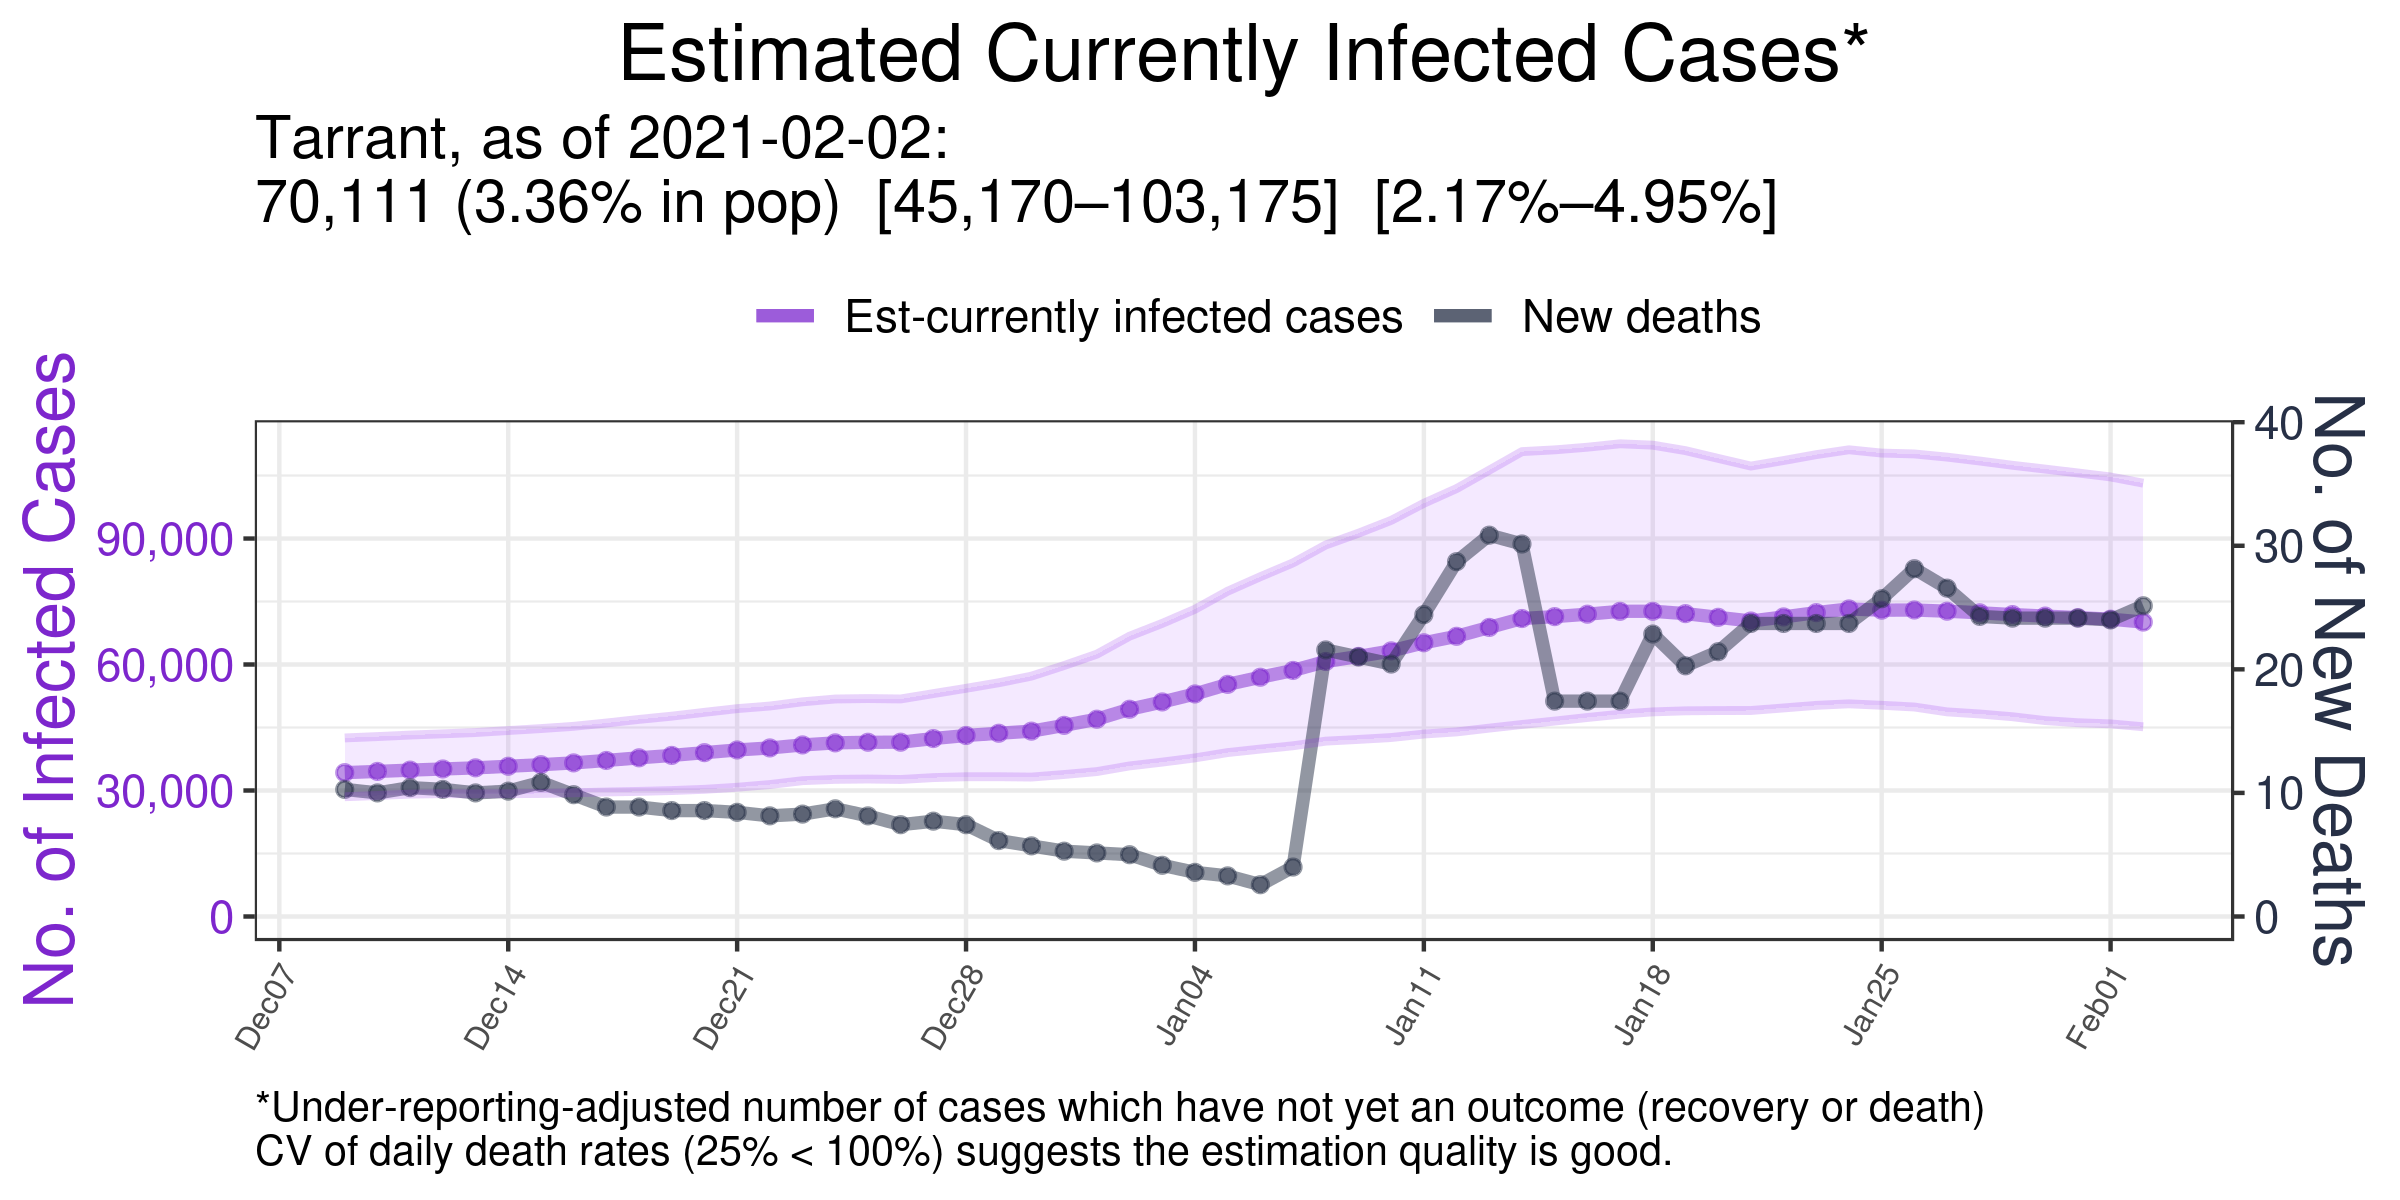 Estimated Currently Infected Cases*
Tarrant, as of 2021-02-02:
70,111 (3.36% in pop)  [45,170–103,175]  [2.17%–4.95%]
Est-currently infected cases
New deaths
No. of Infected Cases
90,000
60,000
30,000
0
No. of New Deaths
40
30
20
10
0
Dec07
Dec14
Dec21
Dec28
Jan04
Jan11
Jan18
Jan25
Feb01
*Under-reporting-adjusted number of cases which have not yet an outcome (recovery or death)
CV of daily death rates (25% < 100%) suggests the estimation quality is good.